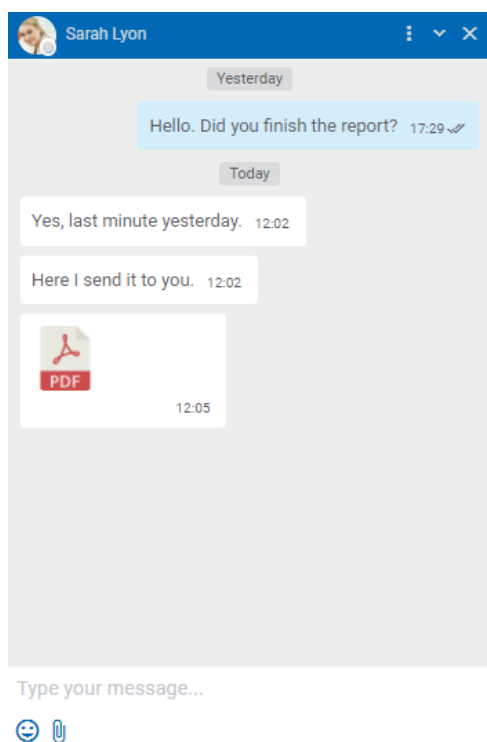 Sarah Lyon
Yesterday
Hello. Did you finish the report? 17:29
Today
Yes, last minute yesterday. 12:02
Here I send it to you. 12:02
PDF
12:05
Type your message...